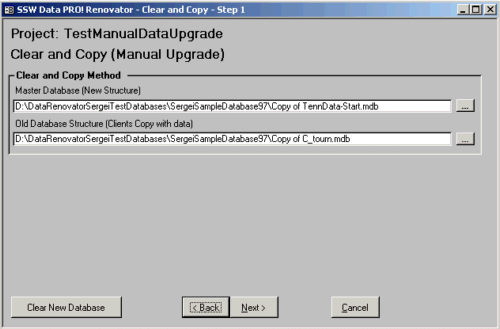 SSW Data PRO! Renovator - Clear and Copy - Step 1
Project: TestManualDataUpgrade
Clear and Copy (Manual Upgrade)
Clear and Copy Method
Master Database (New Structure)
D:\DataRenovatorSergeiTestDatabases\SergeiSampleDatabase97\Copy of TennData-Start.mdb ...
Old Database Structure (Clients Copy with data)
D:\DataRenovatorSergeiTestDatabases\SergeiSampleDatabase97\Copy of C_tourn.mdb ...
Clear New Database < Back Next > Cancel